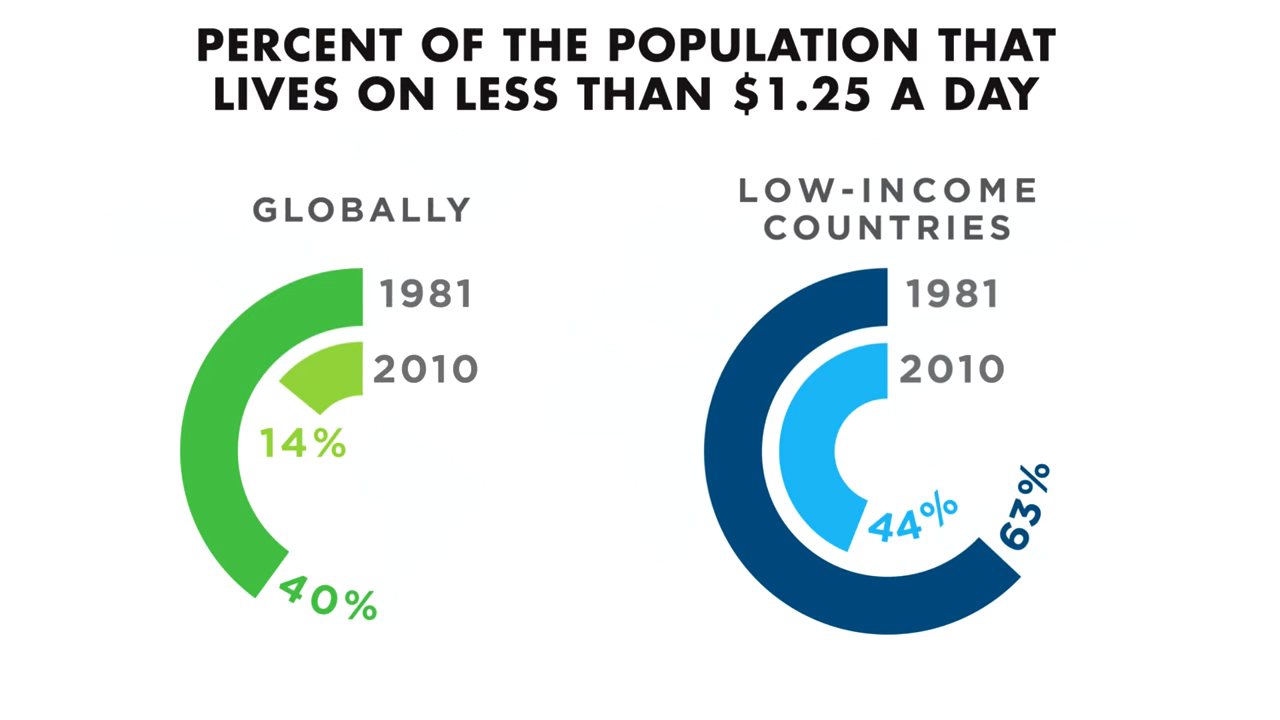 PERCENT OF THE POPULATION THAT
LIVES ON LESS THAN $1.25 A DAY
GLOBALLY
1981
2010
14%
40%
LOW-INCOME
COUNTRIES
1981
2010
44%
63%